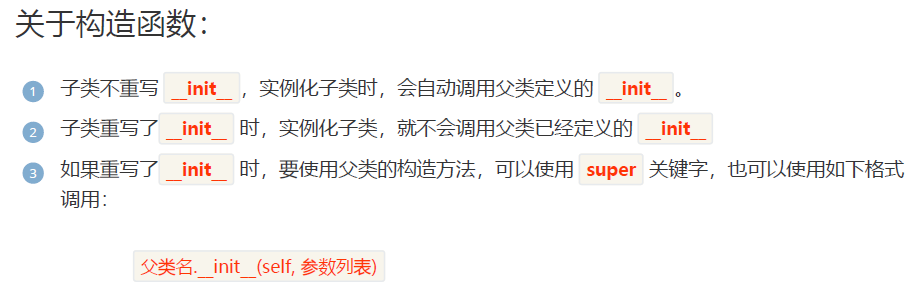 关于构造函数：
1 子类不重写 __init__，实例化子类时，会自动调用父类定义的 __init__。
2 子类重写了__init__ 时，实例化子类，就不会调用父类已经定义的 __init__
3 如果重写了__init__ 时，要使用父类的构造方法，可以使用 super 关键字，也可以使用如下格式
调用：
父类名.__init__(self, 参数列表)